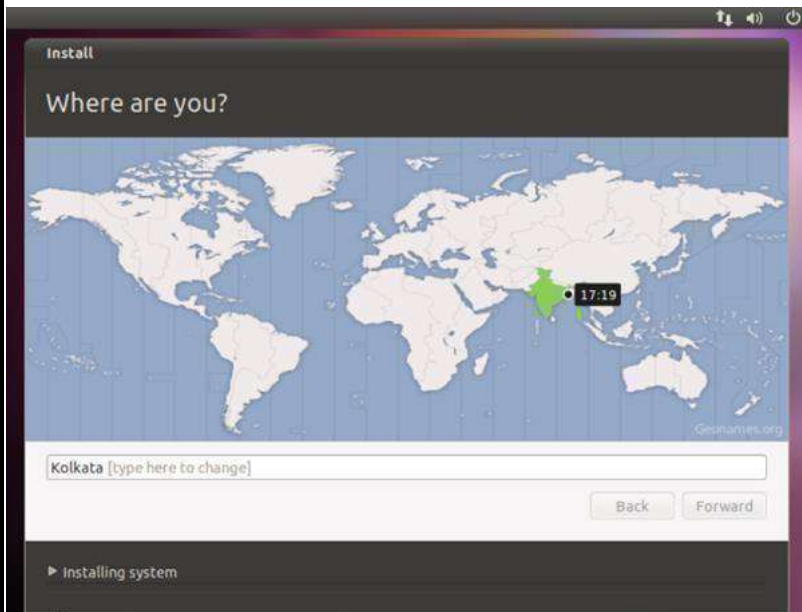 Install
Where are you?
17:19
Geonames.org
Kolkata [type here to change]
Back Forward
Installing system